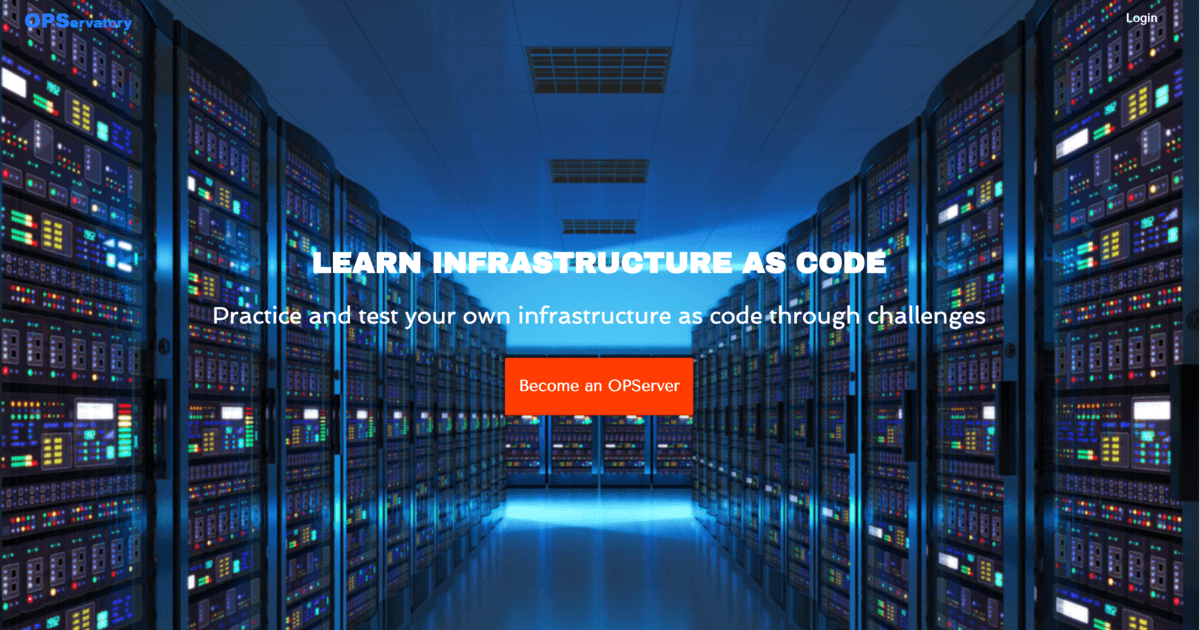 OPServatory
Login
LEARN INFRASTRUCTURE AS CODE
Practice and test your own infrastructure as code through challenges
Become an OPServer